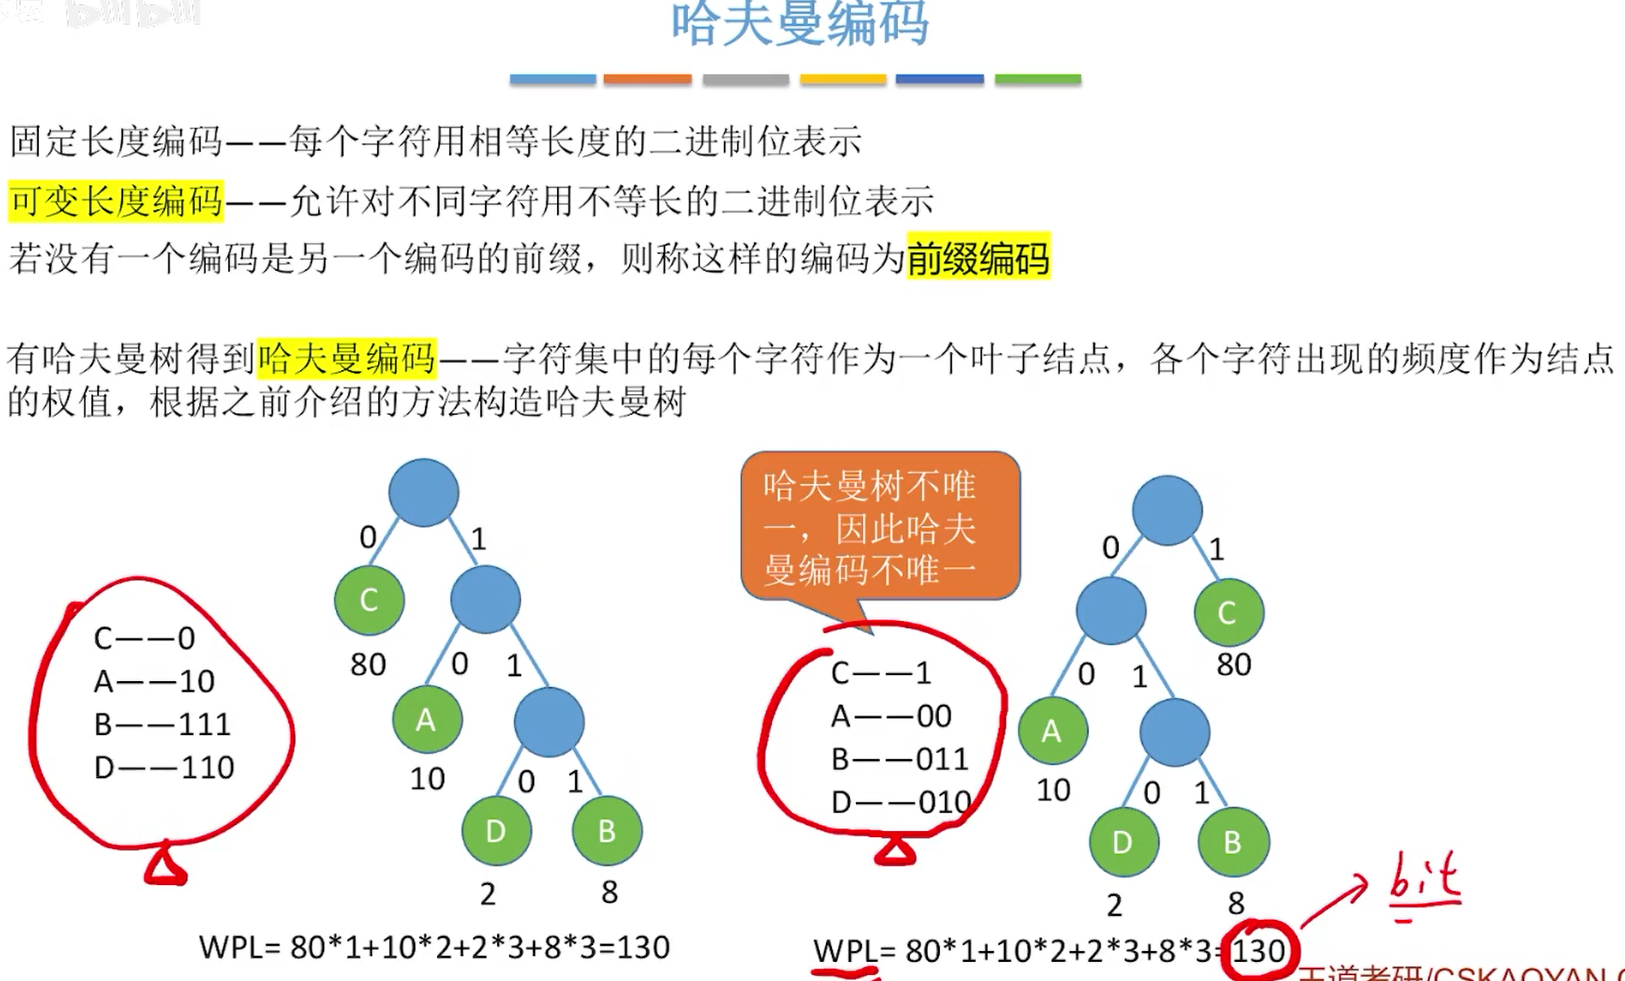 哈夫曼编码
固定长度编码——每个字符用相等长度的二进制位表示
可变长度编码——允许对不同字符用不等长的二进制位表示
若没有一个编码是另一个编码的前缀，则称这样的编码为前缀编码
有哈夫曼树得到哈夫曼编码——字符集中的每个字符作为一个叶子结点，各个字符出现的频度作为结点
的权值，根据之前介绍的方法构造哈夫曼树
C——0
A——10
B——111
D——110
0
1
C
80
0
1
A
10
0
1
D
B
2
8
WPL= 80*1+10*2+2*3+8*3=130
哈夫曼树不唯
一，因此哈夫
曼编码不唯一
C——1
A——00
B——011
D——010
0
1
C
80
0
1
A
10
0
1
D
B
2
8
bit
WPL= 80*1+10*2+2*3+8*3=130
王道考研/CSKAOYAN.